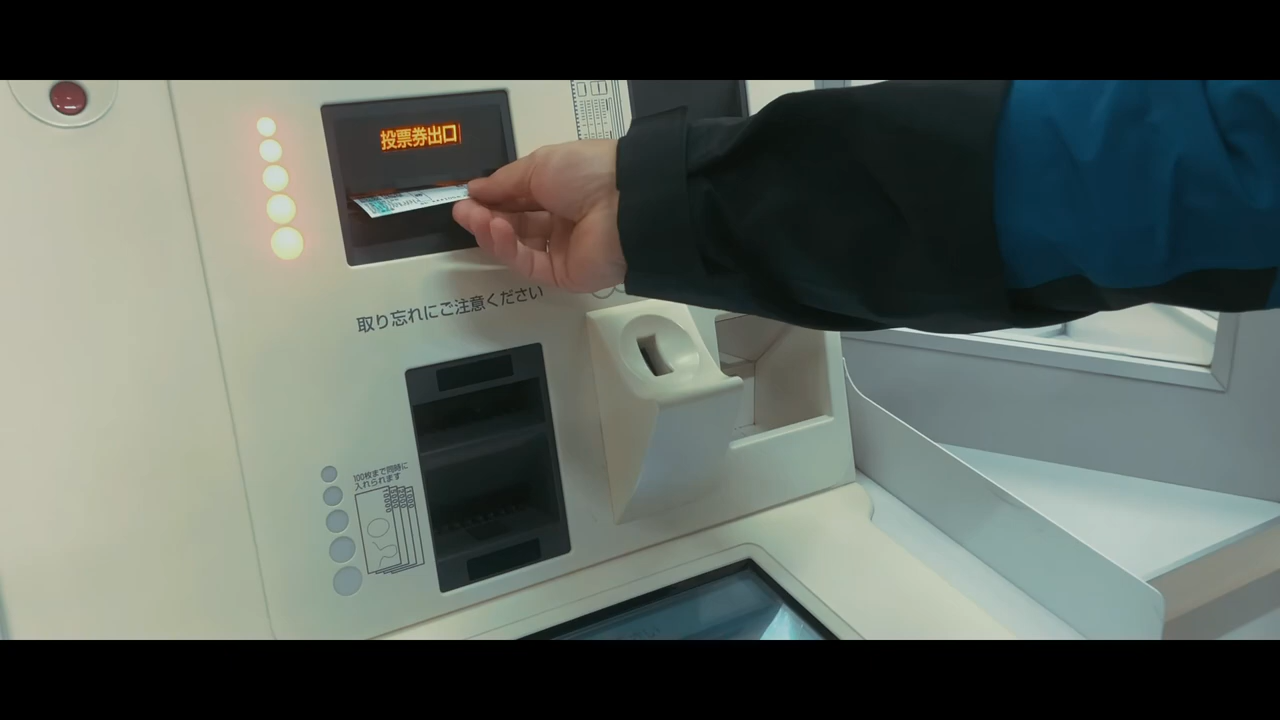 投票券出口
取り忘れにご注意ください
100枚まで同時に
入れられます